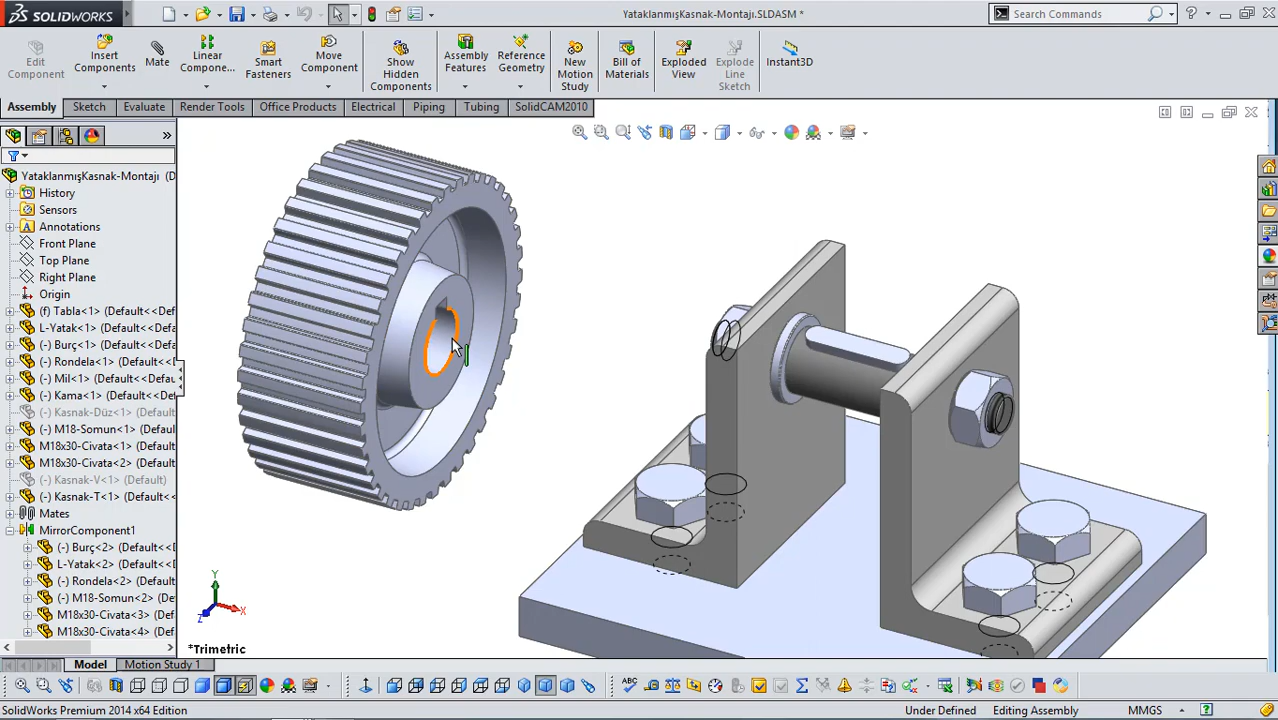 SOLIDWORKS
YataklanmışKasnak-Montajı.SLDASM *
Search Commands
Edit Component
Insert Components
Mate
Linear Compone...
Smart Fasteners
Move Component
Show Hidden Components
Assembly Features
Reference Geometry
New Motion Study
Bill of Materials
Exploded View
Explode Line Sketch
Instant3D
Assembly
Sketch
Evaluate
Render Tools
Office Products
Electrical
Piping
Tubing
SolidCAM2010
YataklanmışKasnak-Montajı (D
History
Sensors
Annotations
Front Plane
Top Plane
Right Plane
Origin
(f) Tabla<1> (Default<<De
L-Yatak<1> (Default<<Def
(-) Burç<1> (Default<<Def
(-) Rondela<1> (Default<<
(-) Mil<1> (Default<<Defau
(-) Kama<1> (Default<<Def
(-) Kasnak-Düz<1> (Defaul
(-) M18-Somun<1> (Defau
M18x30-Civata<1> (Defau
M18x30-Civata<2> (Defau
(-) Kasnak-V<1> (Default)
(-) Kasnak-T<1> (Default<
Mates
MirrorComponent1
(-) Burç<2> (Default<<D
L-Yatak<2> (Default<<D
(-) Rondela<2> (Default
(-) M18-Somun<2> (Def
M18x30-Civata<3> (Def
M18x30-Civata<4> (Def
Y
X
Z
*Trimetric
Model
Motion Study 1
ABC
SolidWorks Premium 2014 x64 Edition
Under Defined
Editing Assembly
MMGS